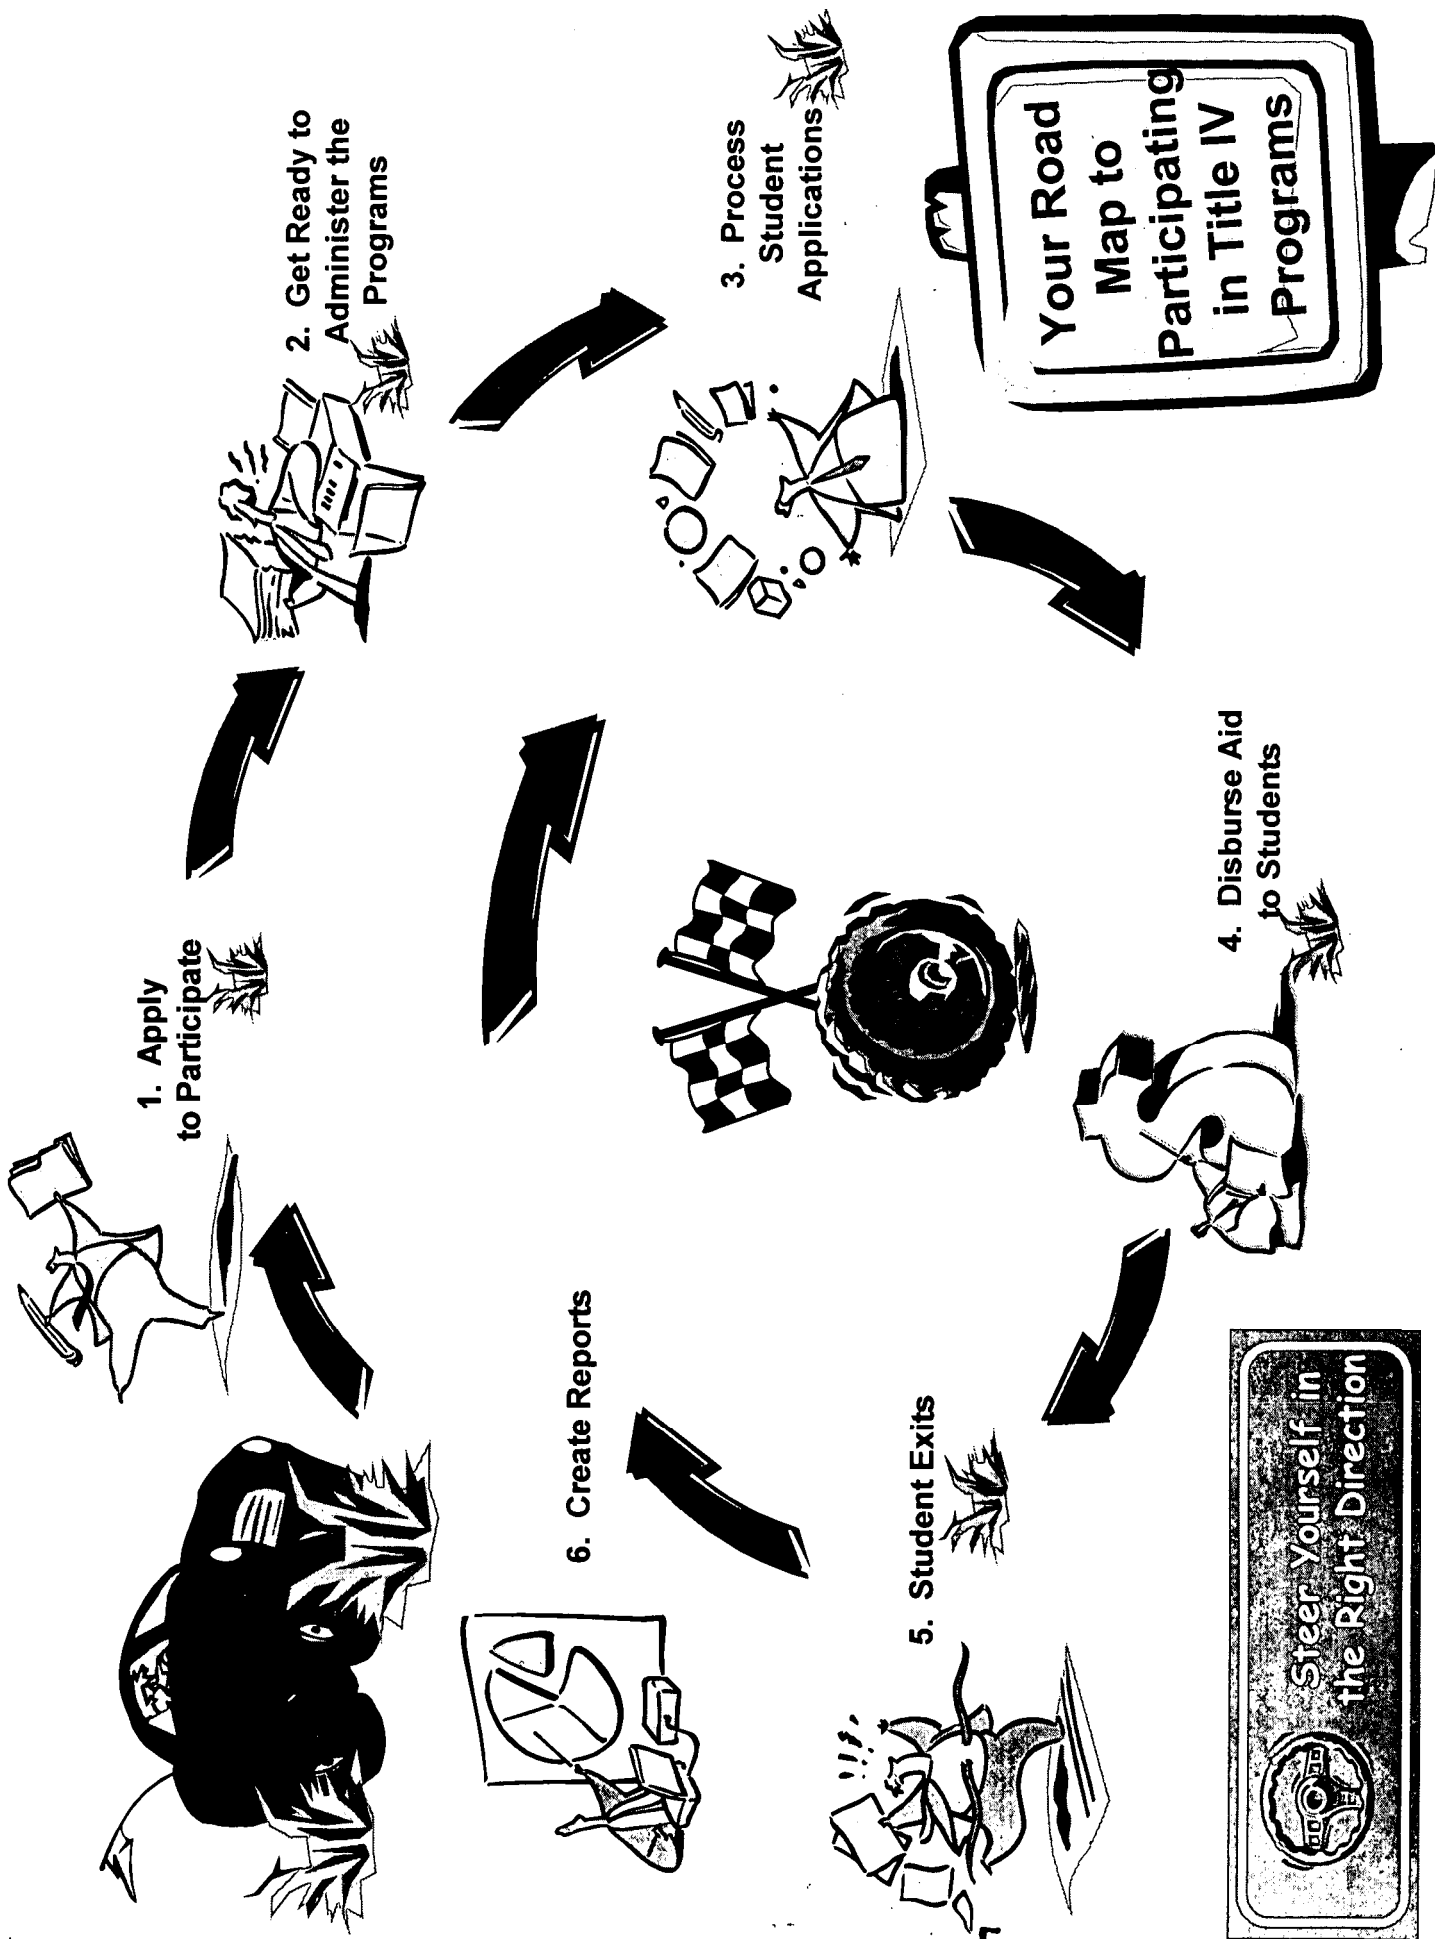 1. Apply
to Participate
2. Get Ready to
Administer the
Programs
3. Process
Student
Applications
4. Disburse Aid
to Students
5. Student Exits
6. Create Reports
Your Road
Map to
Participating
in Title IV
Programs
Steer Yourself in
the Right Direction